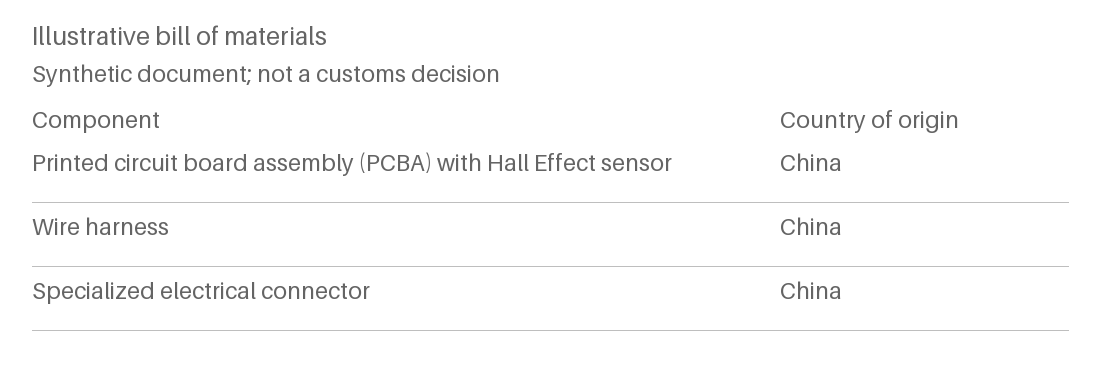 Illustrative bill of materials
Synthetic document; not a customs decision
Component Country of origin
Printed circuit board assembly (PCBA) with Hall Effect sensor China
Wire harness China
Specialized electrical connector China